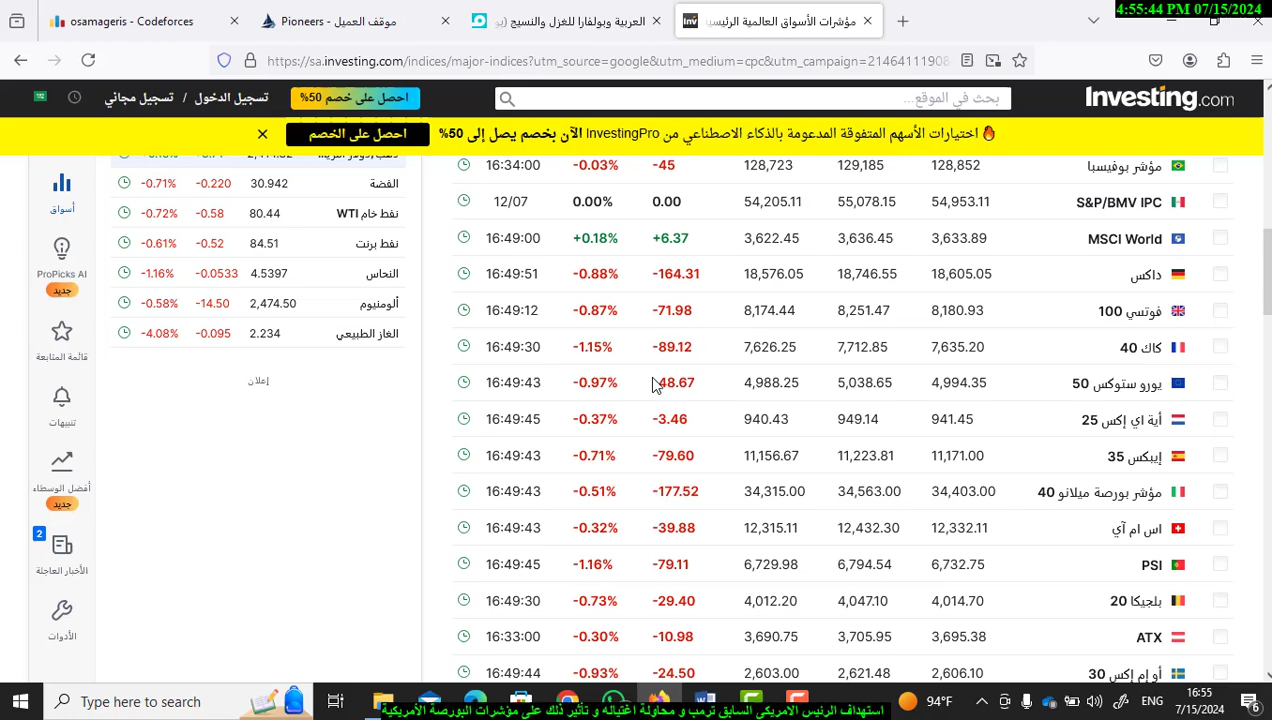 4:55:44 PM 07/15/2024
osamageris - Codeforces
Pioneers - موقف العميل
العربية وبولفارا للغزل والنسيج
مؤشرات الأسواق العالمية الرئيسية
https://sa.investing.com/indices/major-indices?utm_source=google&utm_medium=cpc&utm_campaign=21464111908
Investing.com
بحث في الموقع...
احصل على خصم 50%
تسجيل الدخول / تسجيل مجاني
اختيارات الأسهم المتفوقة المدعومة بالذكاء الاصطناعي من InvestingPro الآن بخصم يصل إلى 50%
احصل على الخصم
أسواق
ProPicks AI
جديد
قائمة المتابعة
تنبيهات
أفضل الوسطاء
جديد
2
الأخبار العاجلة
الأدوات
الفضة 30.942 -0.220 -0.71%
نفط خام WTI 80.44 -0.58 -0.72%
نفط برنت 84.51 -0.52 -0.61%
النحاس 4.5397 -0.0533 -1.16%
ألومنيوم 2,474.50 -14.50 -0.58%
الغاز الطبيعي 2.234 -0.095 -4.08%
إعلان
مؤشر بوفيسبا 128,852 129,185 128,723 -45 -0.03% 16:34:00
S&P/BMV IPC 54,953.11 55,078.15 54,205.11 0.00 0.00% 12/07
MSCI World 3,633.89 3,636.45 3,622.45 +6.37 +0.18% 16:49:00
داكس 18,605.05 18,746.55 18,576.05 -164.31 -0.88% 16:49:51
فوتسي 100 8,180.93 8,251.47 8,174.44 -71.98 -0.87% 16:49:12
كاك 40 7,635.20 7,712.85 7,626.25 -89.12 -1.15% 16:49:30
يورو ستوكس 50 4,994.35 5,038.65 4,988.25 -48.67 -0.97% 16:49:43
أية اي إكس 25 941.45 949.14 940.43 -3.46 -0.37% 16:49:45
إيبكس 35 11,171.00 11,223.81 11,156.67 -79.60 -0.71% 16:49:43
مؤشر بورصة ميلانو 40 34,403.00 34,563.00 34,315.00 -177.52 -0.51% 16:49:43
اس ام آي 12,332.11 12,432.30 12,315.11 -39.88 -0.32% 16:49:43
PSI 6,732.75 6,794.54 6,729.98 -79.11 -1.16% 16:49:45
بلجيكا 20 4,014.70 4,047.10 4,012.20 -29.40 -0.73% 16:49:30
ATX 3,695.38 3,705.95 3,690.75 -10.98 -0.30% 16:33:00
أوإم إكس 30 2,606.10 2,621.48 2,603.00 -24.50 -0.93% 16:49:44
Type here to search
94°F
ENG
16:55
7/15/2024
6
استهداف الرئيس الامريكى السابق ترمب و محاولة اغتياله و تأثير ذلك على مؤشرات البورصة الأمريكية